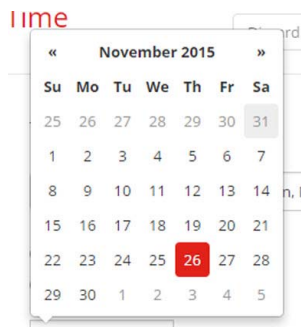 Time
« November 2015 »
Su Mo Tu We Th Fr Sa
25 26 27 28 29 30 31
1 2 3 4 5 6 7
8 9 10 11 12 13 14
15 16 17 18 19 20 21
22 23 24 25 26 27 28
29 30 1 2 3 4 5